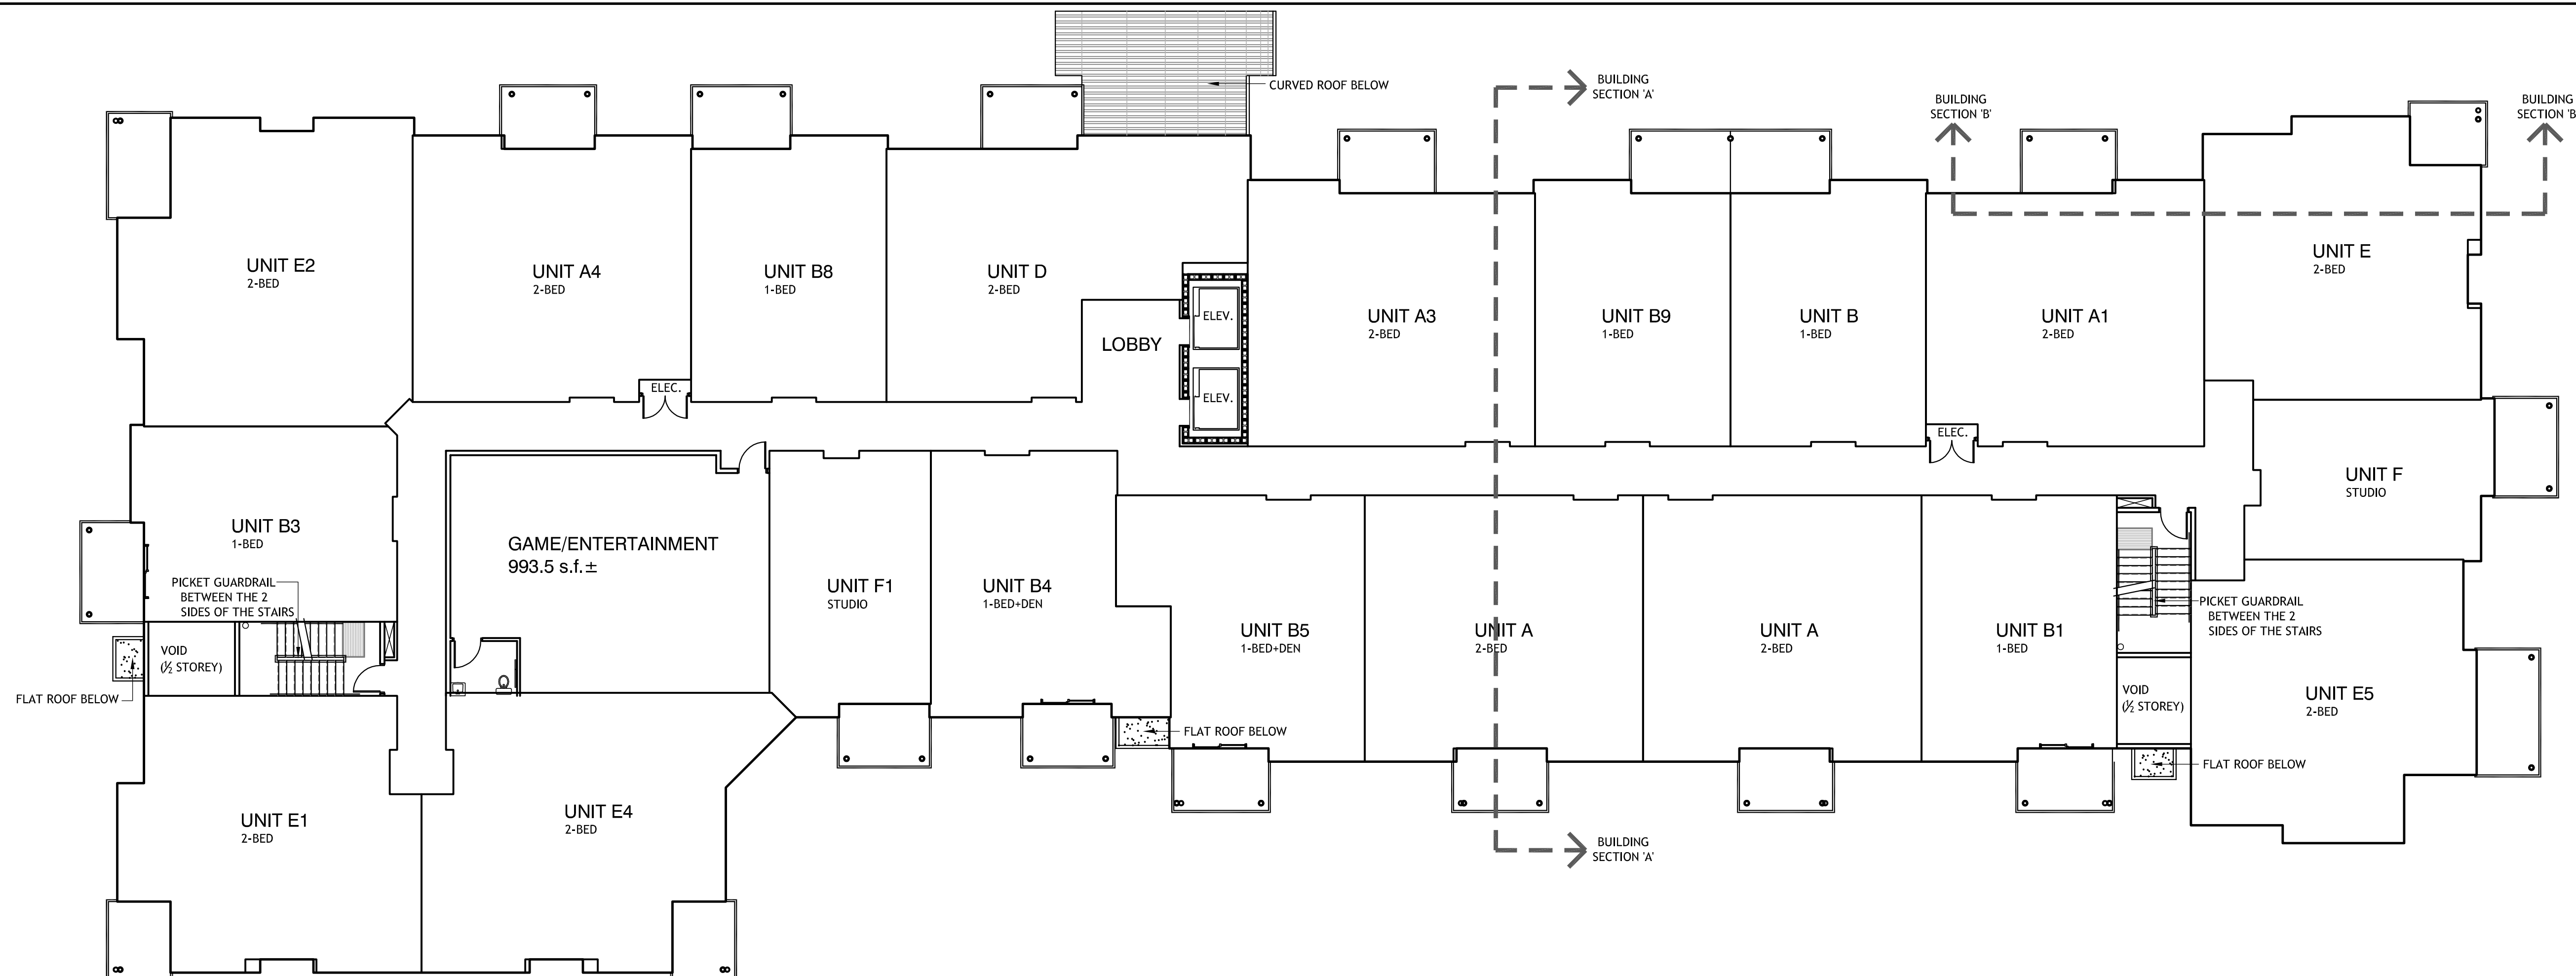 CURVED ROOF BELOW
BUILDING
SECTION 'A'
BUILDING
SECTION 'B'
BUILDING
SECTION 'B'
UNIT E2
2-BED
UNIT A4
2-BED
UNIT B8
1-BED
UNIT D
2-BED
ELEV.
LOBBY
ELEV.
ELEC.
UNIT A3
2-BED
UNIT B9
1-BED
UNIT B
1-BED
UNIT A1
2-BED
UNIT E
2-BED
ELEC.
UNIT F
STUDIO
UNIT B3
1-BED
PICKET GUARDRAIL
BETWEEN THE 2
SIDES OF THE STAIRS
GAME/ENTERTAINMENT
993.5 s.f.±
UNIT F1
STUDIO
UNIT B4
1-BED+DEN
UNIT B5
1-BED+DEN
UNIT A
2-BED
UNIT A
2-BED
UNIT B1
1-BED
PICKET GUARDRAIL
BETWEEN THE 2
SIDES OF THE STAIRS
VOID
(½ STOREY)
FLAT ROOF BELOW
VOID
(½ STOREY)
UNIT E5
2-BED
FLAT ROOF BELOW
FLAT ROOF BELOW
UNIT E1
2-BED
UNIT E4
2-BED
BUILDING
SECTION 'A'